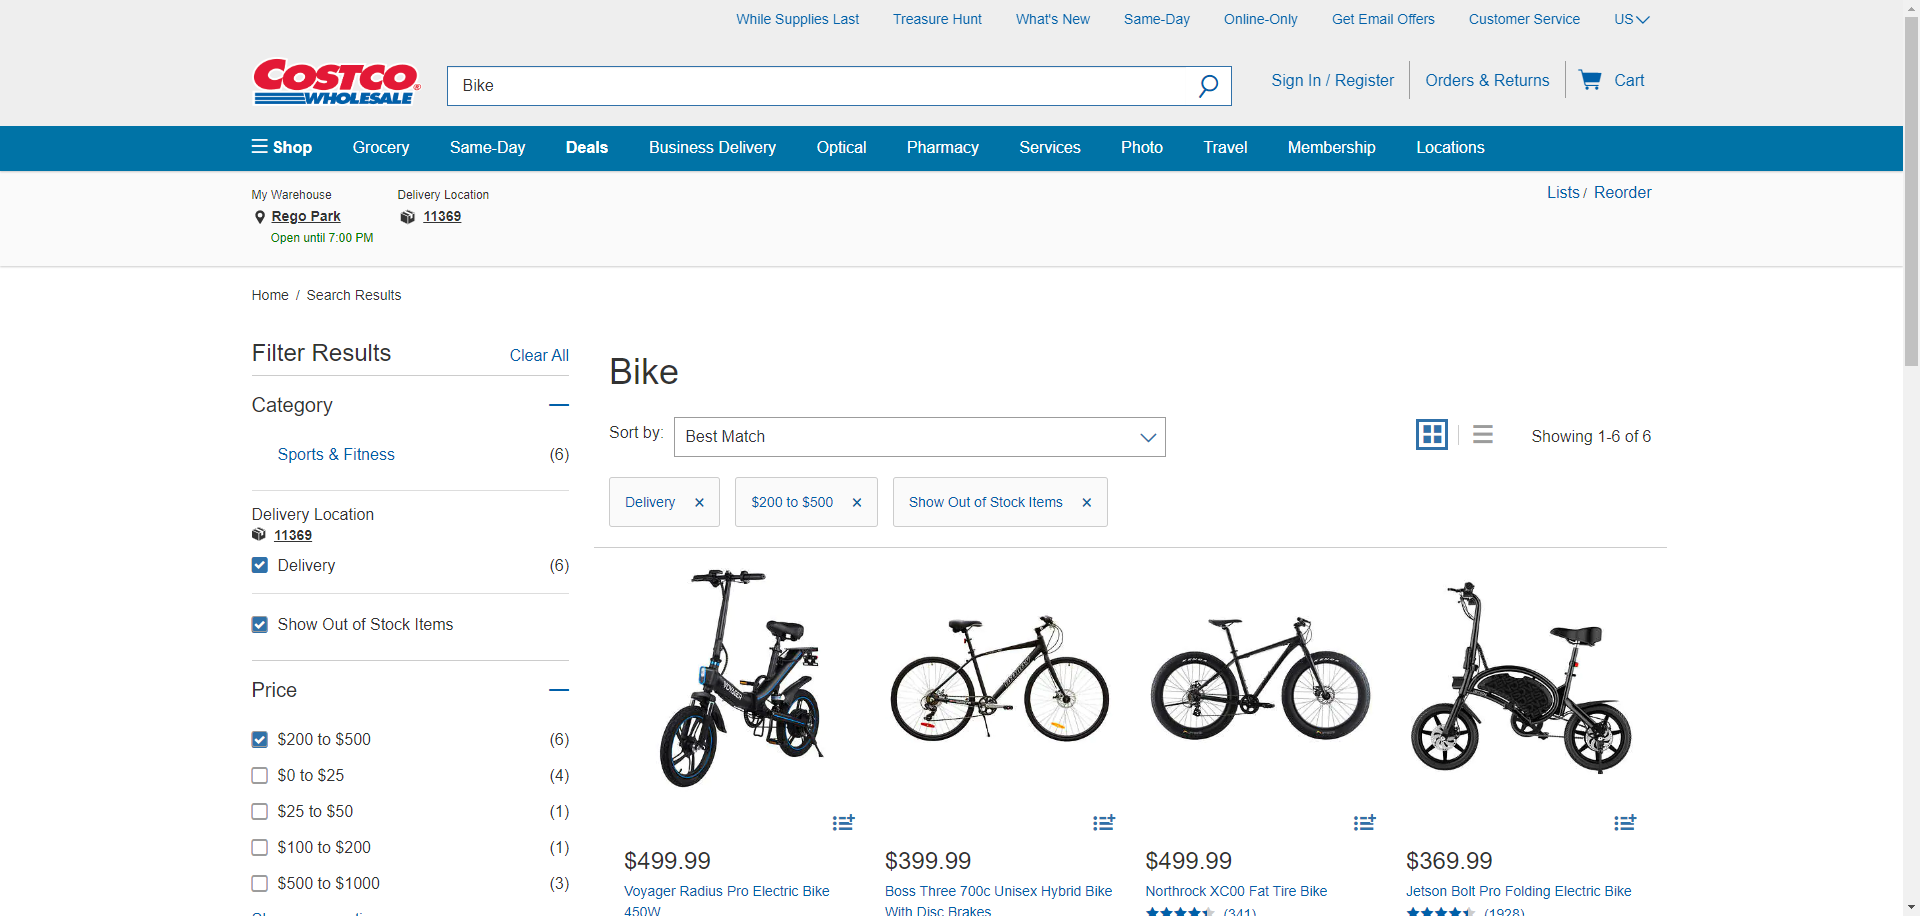 While Supplies Last Treasure Hunt What's New Same-Day Online-Only Get Email Offers Customer Service US
COSTCO WHOLESALE
Bike
Sign In / Register Orders & Returns Cart
Shop Grocery Same-Day Deals Business Delivery Optical Pharmacy Services Photo Travel Membership Locations
My Warehouse Delivery Location
Rego Park 11369
Open until 7:00 PM
Lists / Reorder
Home / Search Results
Filter Results Clear All
Category
Sports & Fitness (6)
Delivery Location
11369
Delivery (6)
Show Out of Stock Items
Price
$200 to $500 (6)
$0 to $25 (4)
$25 to $50 (1)
$100 to $200 (1)
$500 to $1000 (3)
Bike
Sort by: Best Match
Showing 1-6 of 6
Delivery × $200 to $500 × Show Out of Stock Items ×
$499.99
Voyager Radius Pro Electric Bike
450W
$399.99
Boss Three 700c Unisex Hybrid Bike
With Disc Brakes
$499.99
Northrock XC00 Fat Tire Bike
(341)
$369.99
Jetson Bolt Pro Folding Electric Bike
(1928)